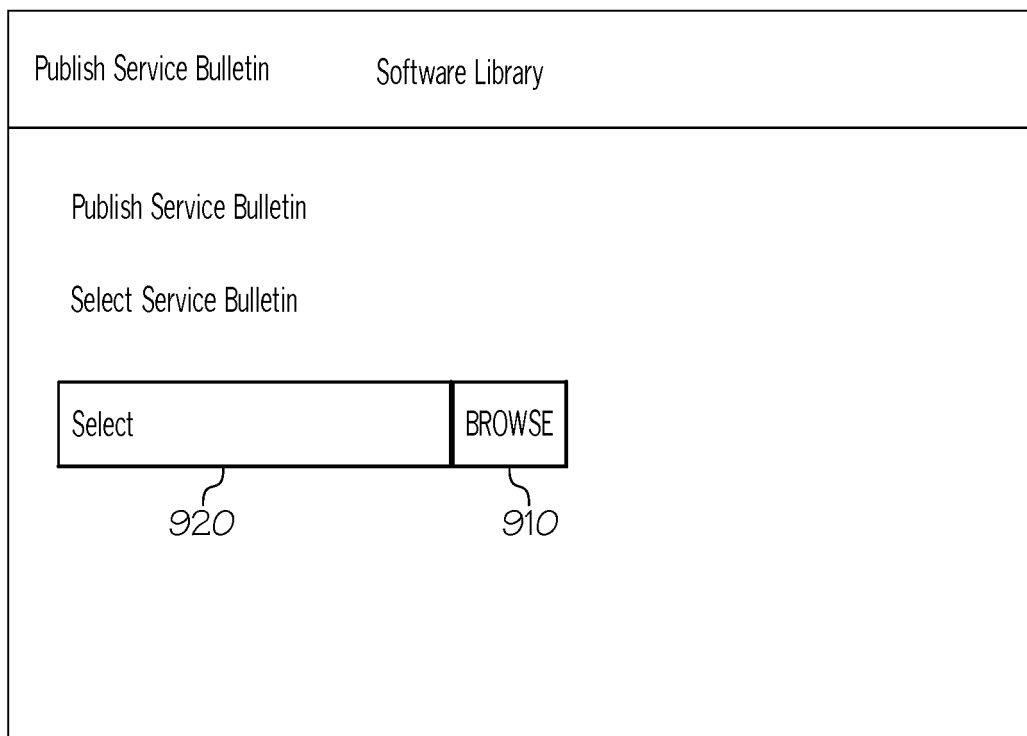 Publish Service Bulletin Software Library
Publish Service Bulletin
Select Service Bulletin
Select BROWSE
920 910